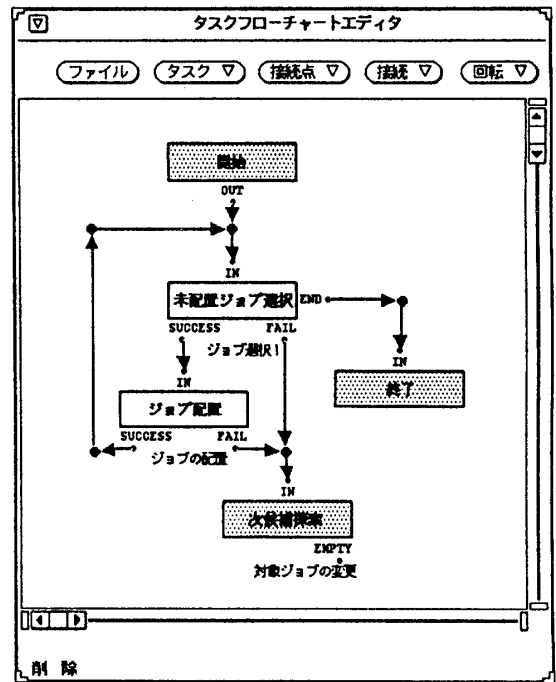 タスクフローチャートエディタ
ファイル タスク 接続点 接続 回転
開始
OUT
IN
未配置ジョブ選択 END
SUCCESS FAIL
ジョブ選択1
IN
IN
終了
ジョブ配置
SUCCESS FAIL
ジョブの配置
IN
次候補探索
EMPTY
対象ジョブの変更
削除